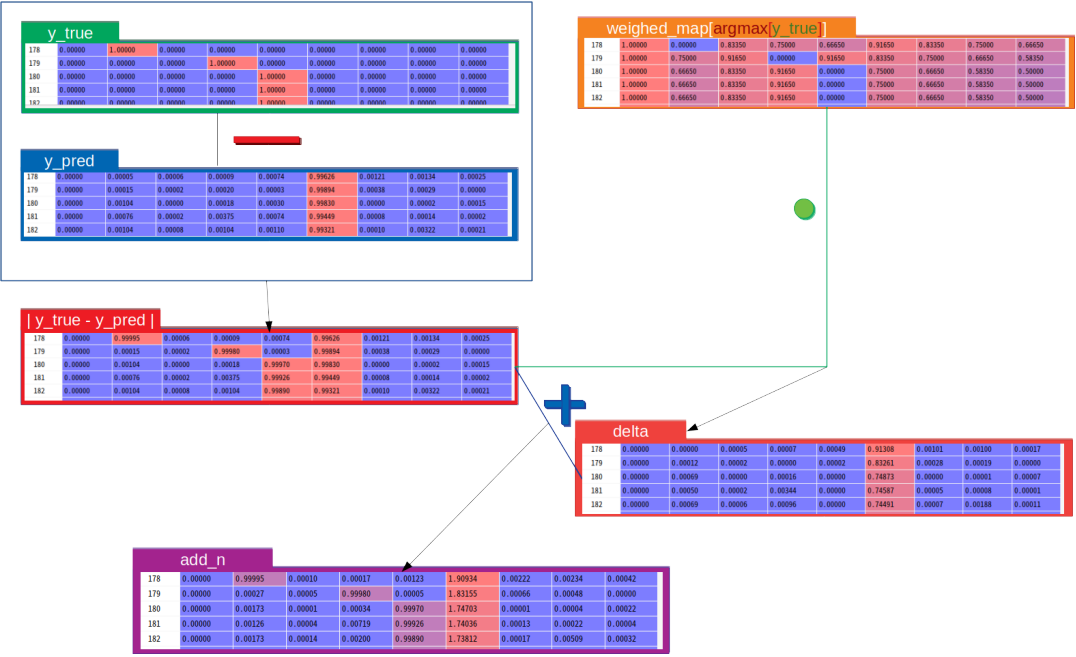 y_true
178 0.00000 1.00000 0.00000 0.00000 0.00000 0.00000 0.00000 0.00000 0.00000
179 0.00000 0.00000 0.00000 1.00000 0.00000 0.00000 0.00000 0.00000 0.00000
180 0.00000 0.00000 0.00000 0.00000 1.00000 0.00000 0.00000 0.00000 0.00000
181 0.00000 0.00000 0.00000 0.00000 1.00000 0.00000 0.00000 0.00000 0.00000
182 0.00000 0.00000 0.00000 0.00000 1.00000 0.00000 0.00000 0.00000 0.00000
weighed_map[argmax[y_true]]
178 1.00000 0.00000 0.83350 0.75000 0.66650 0.91650 0.83350 0.75000 0.66650
179 1.00000 0.75000 0.91650 0.00000 0.91650 0.83350 0.75000 0.66650 0.58350
180 1.00000 0.66650 0.83350 0.91650 0.00000 0.75000 0.66650 0.58350 0.50000
181 1.00000 0.66650 0.83350 0.91650 0.00000 0.75000 0.66650 0.58350 0.50000
182 1.00000 0.66650 0.83350 0.91650 0.00000 0.75000 0.66650 0.58350 0.50000
y_pred
178 0.00000 0.00005 0.00006 0.00009 0.00074 0.99626 0.00121 0.00134 0.00025
179 0.00000 0.00015 0.00002 0.00020 0.00003 0.99894 0.00038 0.00029 0.00000
180 0.00000 0.00104 0.00000 0.00018 0.00030 0.99830 0.00000 0.00002 0.00015
181 0.00000 0.00076 0.00002 0.00375 0.00074 0.99449 0.00008 0.00014 0.00002
182 0.00000 0.00104 0.00008 0.00104 0.00110 0.99321 0.00010 0.00322 0.00021
| y_true - y_pred |
178 0.00000 0.99995 0.00006 0.00009 0.00074 0.99626 0.00121 0.00134 0.00025
179 0.00000 0.00015 0.00002 0.99980 0.00003 0.99894 0.00038 0.00029 0.00000
180 0.00000 0.00104 0.00000 0.00018 0.99970 0.99830 0.00000 0.00002 0.00015
181 0.00000 0.00076 0.00002 0.00375 0.99926 0.99449 0.00008 0.00014 0.00002
182 0.00000 0.00104 0.00008 0.00104 0.99890 0.99321 0.00010 0.00322 0.00021
delta
178 0.00000 0.00000 0.00005 0.00007 0.00049 0.91308 0.00101 0.00100 0.00017
179 0.00000 0.00012 0.00002 0.00000 0.00002 0.83261 0.00028 0.00019 0.00000
180 0.00000 0.00069 0.00000 0.00016 0.00000 0.74873 0.00000 0.00001 0.00007
181 0.00000 0.00050 0.00002 0.00344 0.00000 0.74587 0.00005 0.00008 0.00001
182 0.00000 0.00069 0.00006 0.00096 0.00000 0.74491 0.00007 0.00188 0.00011
add_n
178 0.00000 0.99995 0.00010 0.00017 0.00123 1.90934 0.00222 0.00234 0.00042
179 0.00000 0.00027 0.00005 0.99980 0.00005 1.83155 0.00066 0.00048 0.00000
180 0.00000 0.00173 0.00001 0.00034 0.99970 1.74703 0.00001 0.00004 0.00022
181 0.00000 0.00126 0.00004 0.00719 0.99926 1.74036 0.00013 0.00022 0.00004
182 0.00000 0.00173 0.00014 0.00200 0.99890 1.73812 0.00017 0.00509 0.00032